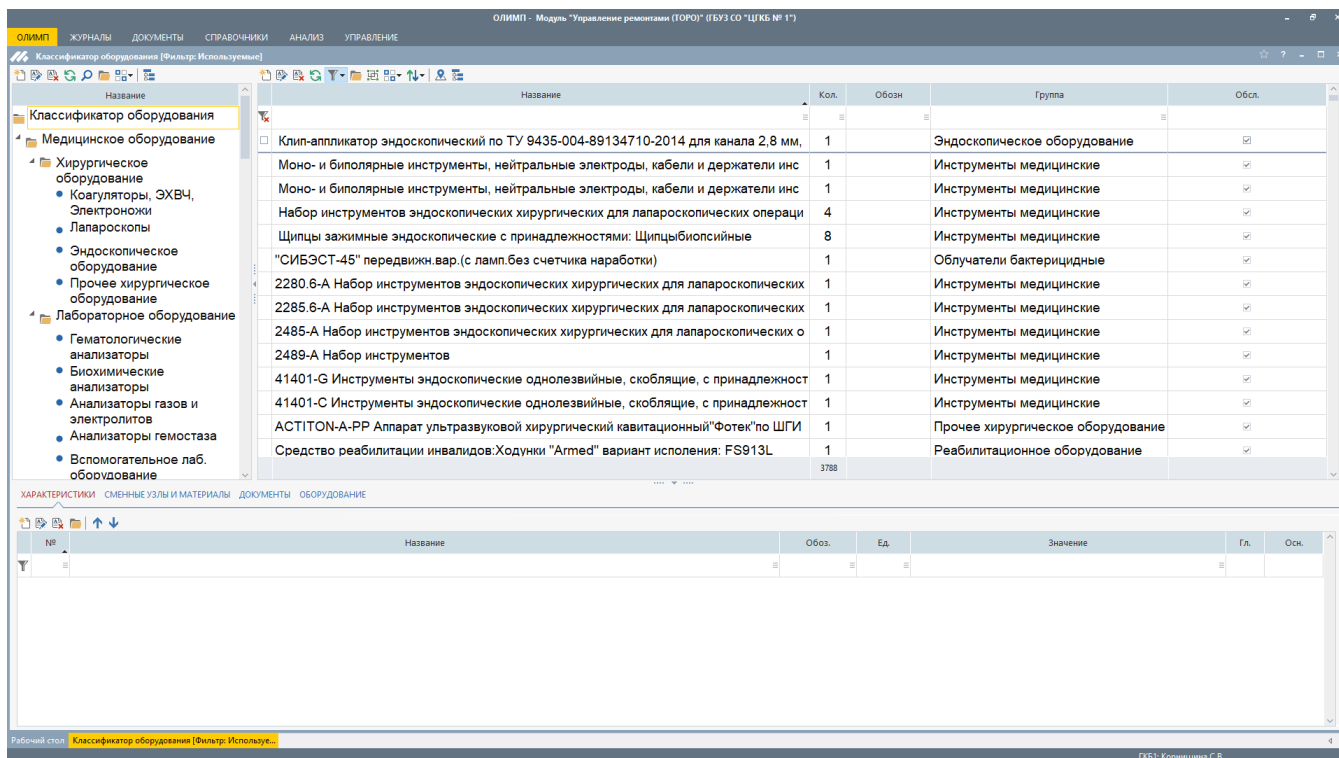 ОЛИМП - Модуль "Управление ремонтами (ТОРО)" (ГБУЗ СО "ЦГКБ № 1")
ОЛИМП ЖУРНАЛЫ ДОКУМЕНТЫ СПРАВОЧНИКИ АНАЛИЗ УПРАВЛЕНИЕ
Классификатор оборудования [Фильтр: Используемые]
Название
Классификатор оборудования
Медицинское оборудование
Хирургическое
оборудование
Коагуляторы, ЭХВЧ,
Электроножи
Лапароскопы
Эндоскопическое
оборудование
Прочее хирургическое
оборудование
Лабораторное оборудование
Гематологические
анализаторы
Биохимические
анализаторы
Анализаторы газов и
электролитов
Анализаторы гемостаза
Вспомогательное лаб.
оборудование
Название Кол. Обозн Группа Обсл.
Клип-аппликатор эндоскопический по ТУ 9435-004-89134710-2014 для канала 2,8 мм, 1 Эндоскопическое оборудование
Моно- и биполярные инструменты, нейтральные электроды, кабели и держатели инс 1 Инструменты медицинские
Моно- и биполярные инструменты, нейтральные электроды, кабели и держатели инс 1 Инструменты медицинские
Набор инструментов эндоскопических хирургических для лапароскопических операци 4 Инструменты медицинские
Щипцы зажимные эндоскопические с принадлежностями: Щипцыбиопсийные 8 Инструменты медицинские
"СИБЭСТ-45" передвижн.вар.(с ламп.без счетчика наработки) 1 Облучатели бактерицидные
2280.6-А Набор инструментов эндоскопических хирургических для лапароскопических 1 Инструменты медицинские
2285.6-А Набор инструментов эндоскопических хирургических для лапароскопических 1 Инструменты медицинские
2485-А Набор инструментов эндоскопических хирургических для лапароскопических о 1 Инструменты медицинские
2489-А Набор инструментов 1 Инструменты медицинские
41401-G Инструменты эндоскопические однолезвийные, скоблящие, с принадлежност 1 Инструменты медицинские
41401-С Инструменты эндоскопические однолезвийные, скоблящие, с принадлежност 1 Инструменты медицинские
ACTITON-A-PP Аппарат ультразвуковой хирургический кавитационный"Фотек"по ШГИ 1 Прочее хирургическое оборудование
Средство реабилитации инвалидов:Ходунки "Armed" вариант исполения: FS913L 1 Реабилитационное оборудование
3788
ХАРАКТЕРИСТИКИ СМЕННЫЕ УЗЛЫ И МАТЕРИАЛЫ ДОКУМЕНТЫ ОБОРУДОВАНИЕ
№ Название Обоз. Ед. Значение Гл. Осн.
Рабочий стол Классификатор оборудования [Фильтр: Используе...
ГКБ1: Корнишина С.В.